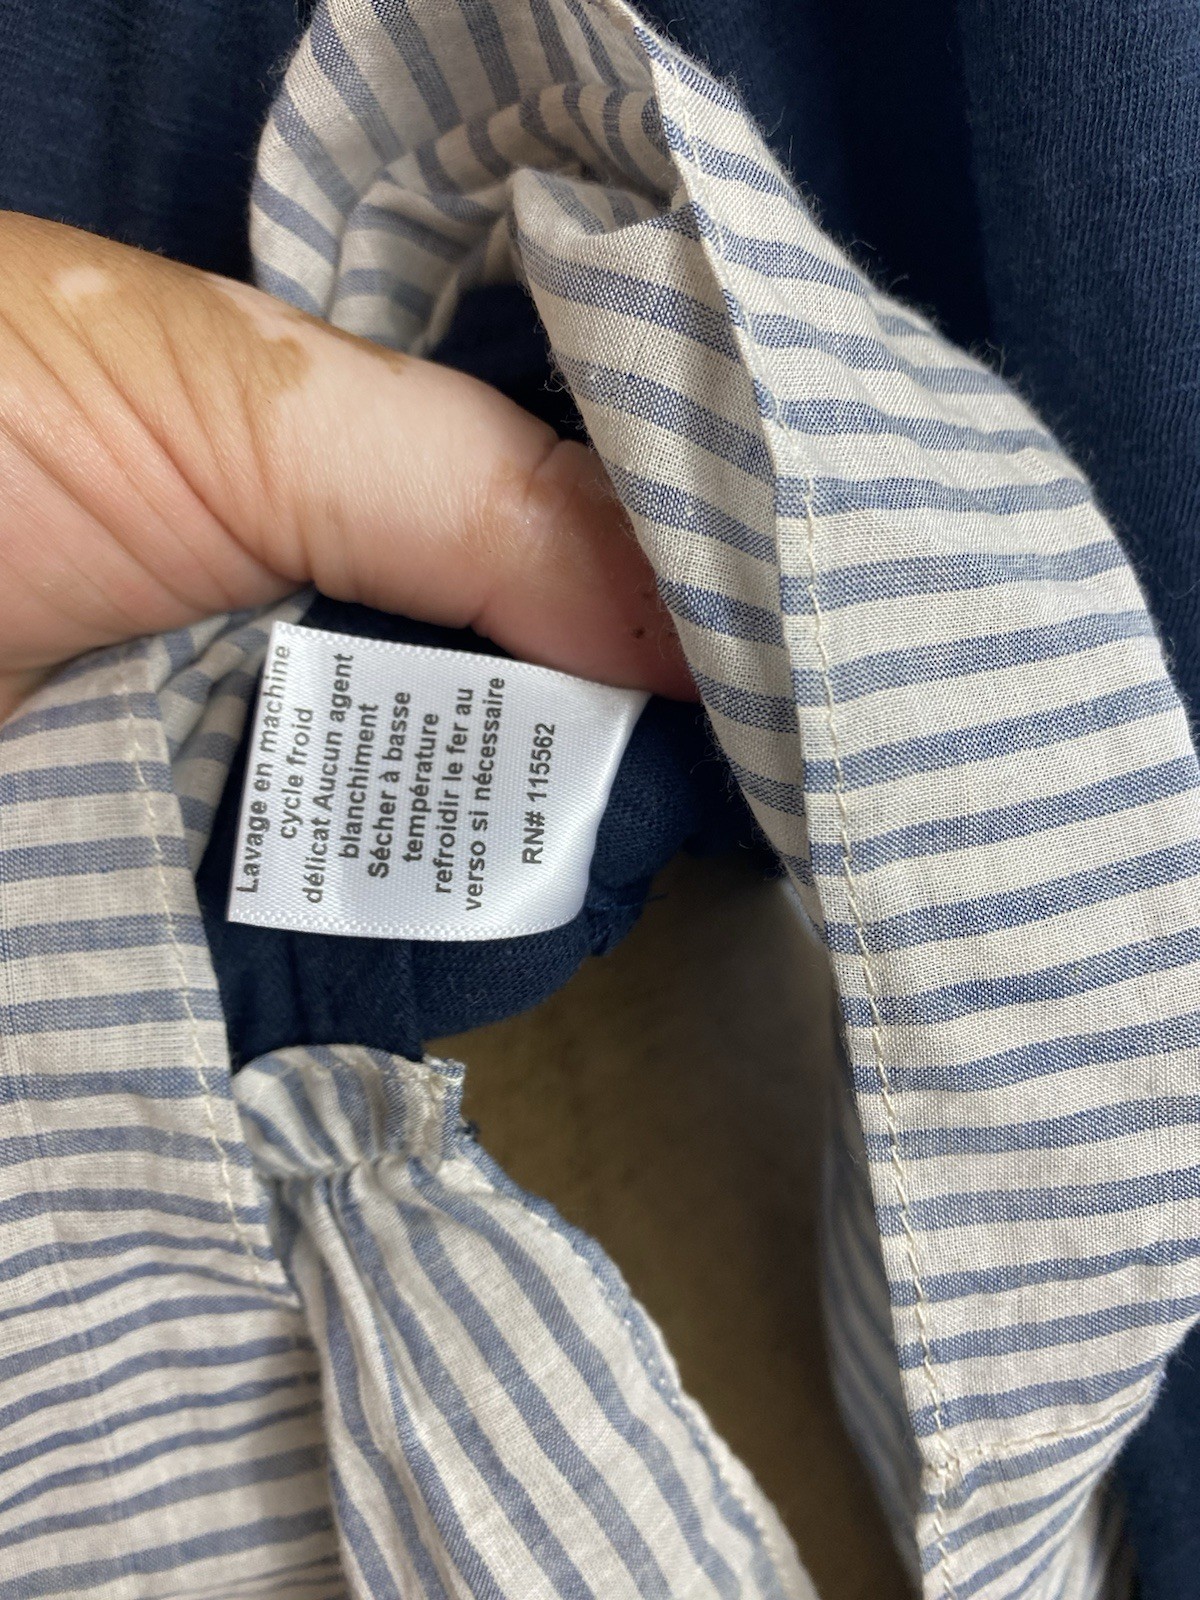 Lavage en machine
cycle froid
délicat Aucun agent
blanchiment
Sécher à basse
température
refroidir le fer au
verso si nécessaire
RN# 115562